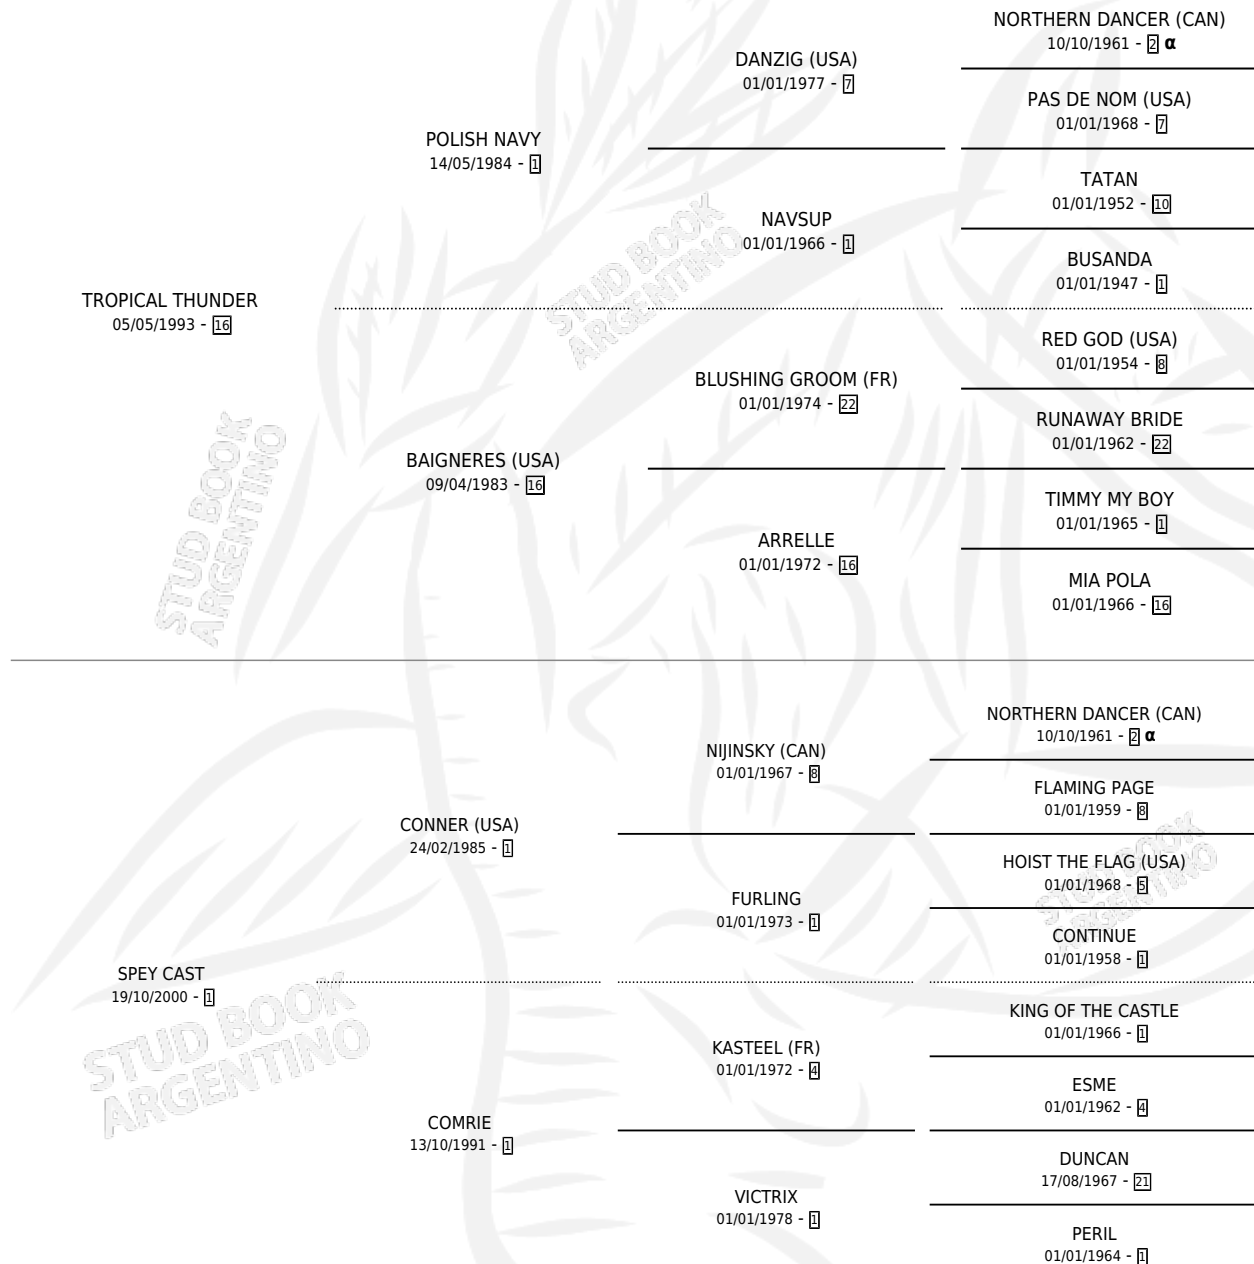 NORTHERN DANCER (CAN)
10/10/1961 - 2 α
DANZIG (USA)
01/01/1977 - 7
PAS DE NOM (USA)
01/01/1968 - 7
POLISH NAVY
14/05/1984 - 1
TATAN
01/01/1952 - 10
NAVSUP
01/01/1966 - 1
BUSANDA
01/01/1947 - 1
TROPICAL THUNDER
05/05/1993 - 16
RED GOD (USA)
01/01/1954 - 8
BLUSHING GROOM (FR)
01/01/1974 - 22
RUNAWAY BRIDE
01/01/1962 - 22
BAIGNERES (USA)
09/04/1983 - 16
TIMMY MY BOY
01/01/1965 - 1
ARRELLE
01/01/1972 - 16
MIA POLA
01/01/1966 - 16
NORTHERN DANCER (CAN)
10/10/1961 - 2 α
NIJINSKY (CAN)
01/01/1967 - 8
FLAMING PAGE
01/01/1959 - 8
CONNER (USA)
24/02/1985 - 1
HOIST THE FLAG (USA)
01/01/1968 - 5
FURLING
01/01/1973 - 1
CONTINUE
01/01/1958 - 1
SPEY CAST
19/10/2000 - 1
KING OF THE CASTLE
01/01/1966 - 1
KASTEEL (FR)
01/01/1972 - 4
ESME
01/01/1962 - 4
COMRIE
13/10/1991 - 1
DUNCAN
17/08/1967 - 21
VICTRIX
01/01/1978 - 1
PERIL
01/01/1964 - 1
STUD BOOK
ARGENTINO
STUD BOOK
ARGENTINO
STUD BOOK
ARGENTINO
STUD BOOK
ARGENTINO